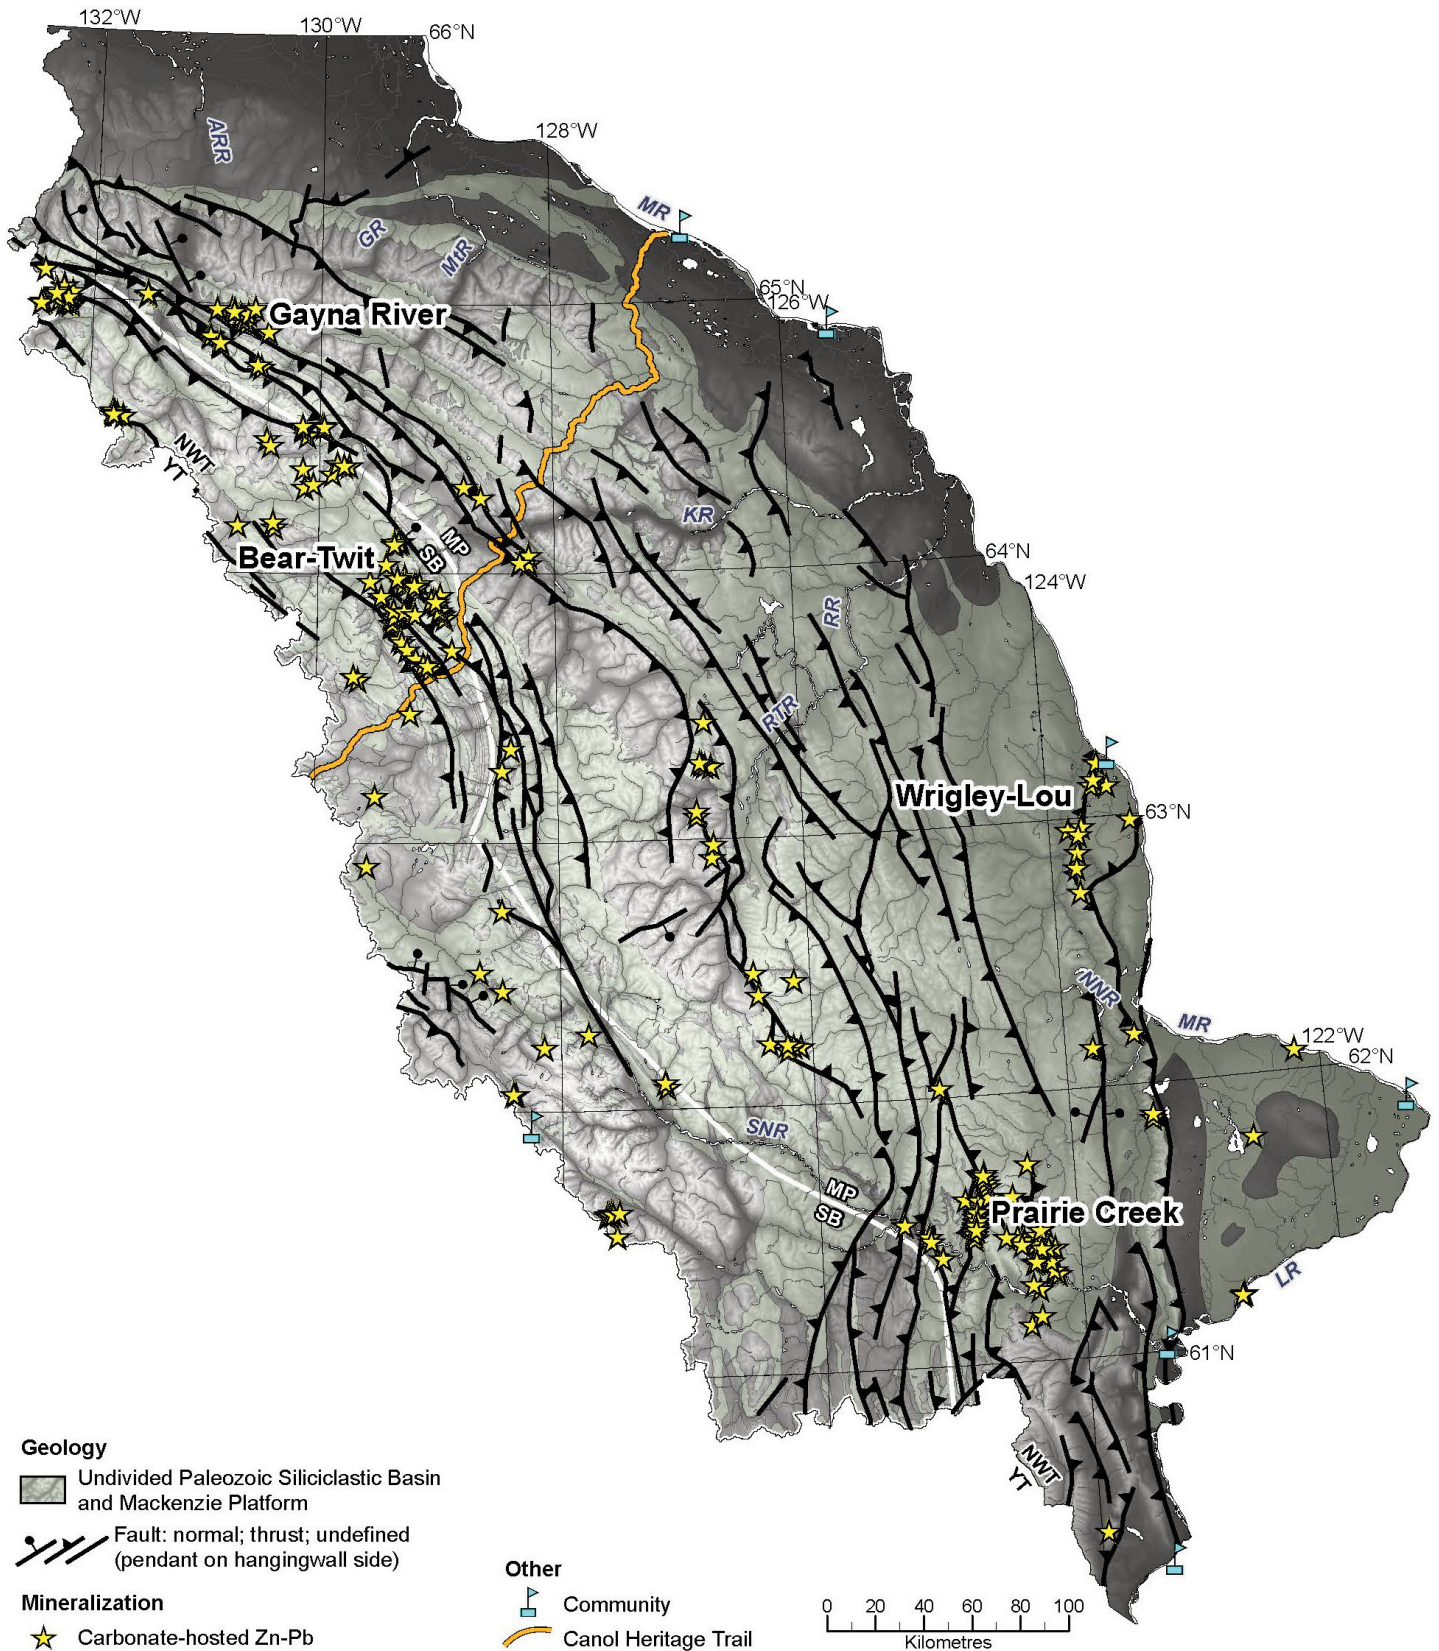 132°W
130°W
66°N
128°W
ARR
MR
GR
MtR
65°N
126°W
Gayna River
NWT
YT
KR
MP
SB
Bear-Twit
64°N
124°W
RR
RTR
Wrigley-Lou
63°N
NNR
MR
122°W
62°N
SNR
MP
SB
Prairie Creek
LR
61°N
NWT
YT
Geology
Undivided Paleozoic Siliciclastic Basin
and Mackenzie Platform
Fault: normal; thrust; undefined
(pendant on hangingwall side)
Mineralization
Carbonate-hosted Zn-Pb
Other
Community
Canol Heritage Trail
0 20 40 60 80 100
Kilometres